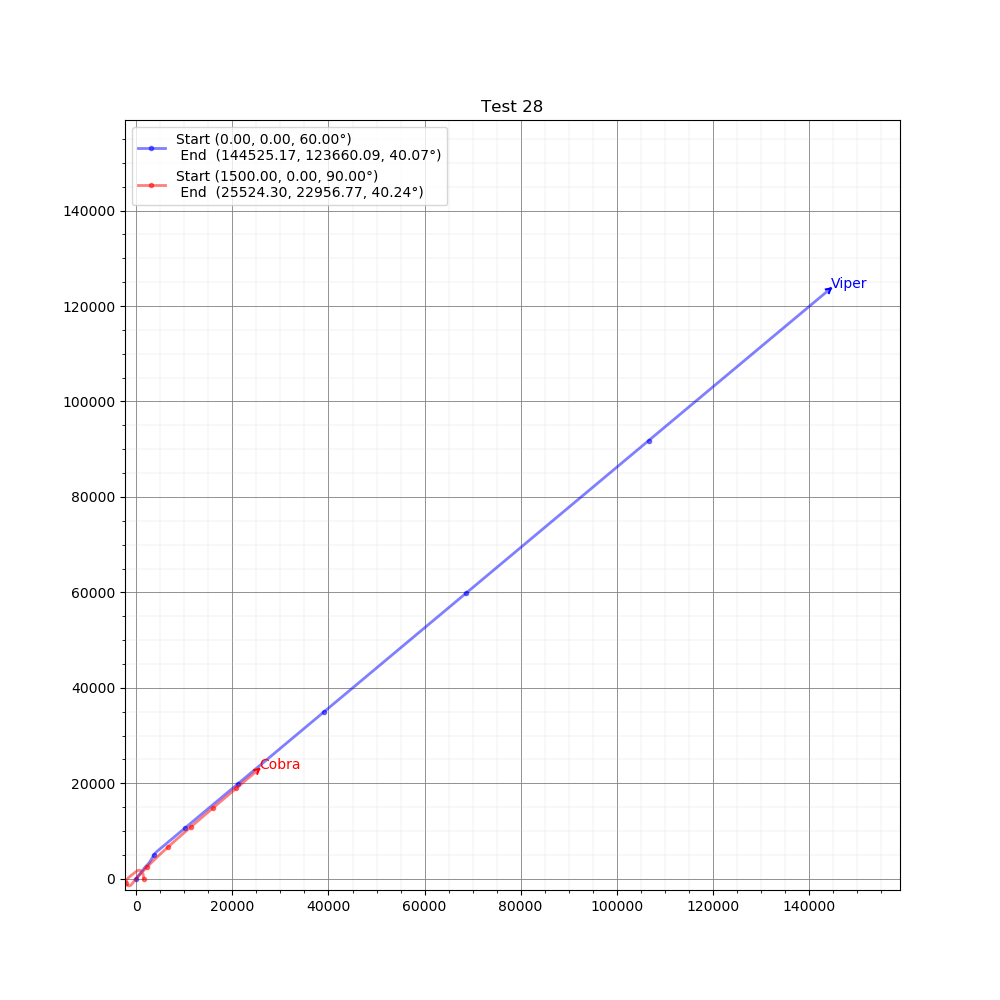 Test 28
Start (0.00, 0.00, 60.00°)
End (144525.17, 123660.09, 40.07°)
Start (1500.00, 0.00, 90.00°)
End (25524.30, 22956.77, 40.24°)
140000
120000
100000
80000
60000
40000
20000
0
Viper
Cobra
0 20000 40000 60000 80000 100000 120000 140000